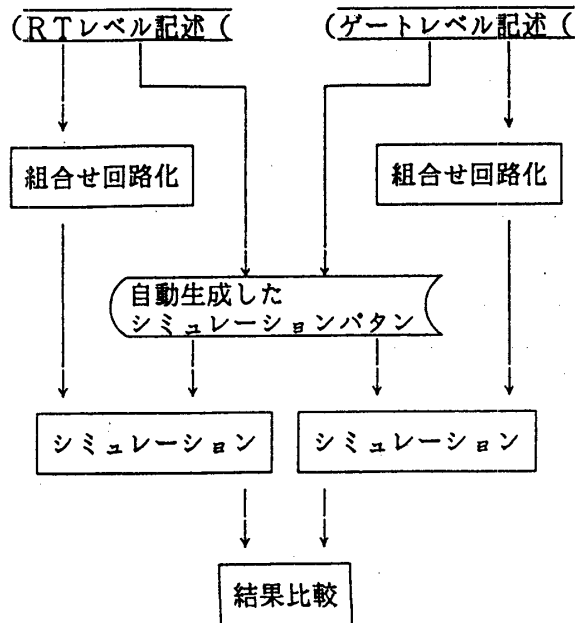 RTレベル記述
ゲートレベル記述
組合せ回路化
組合せ回路化
自動生成した
シミュレーションパタン
シミュレーション
シミュレーション
結果比較